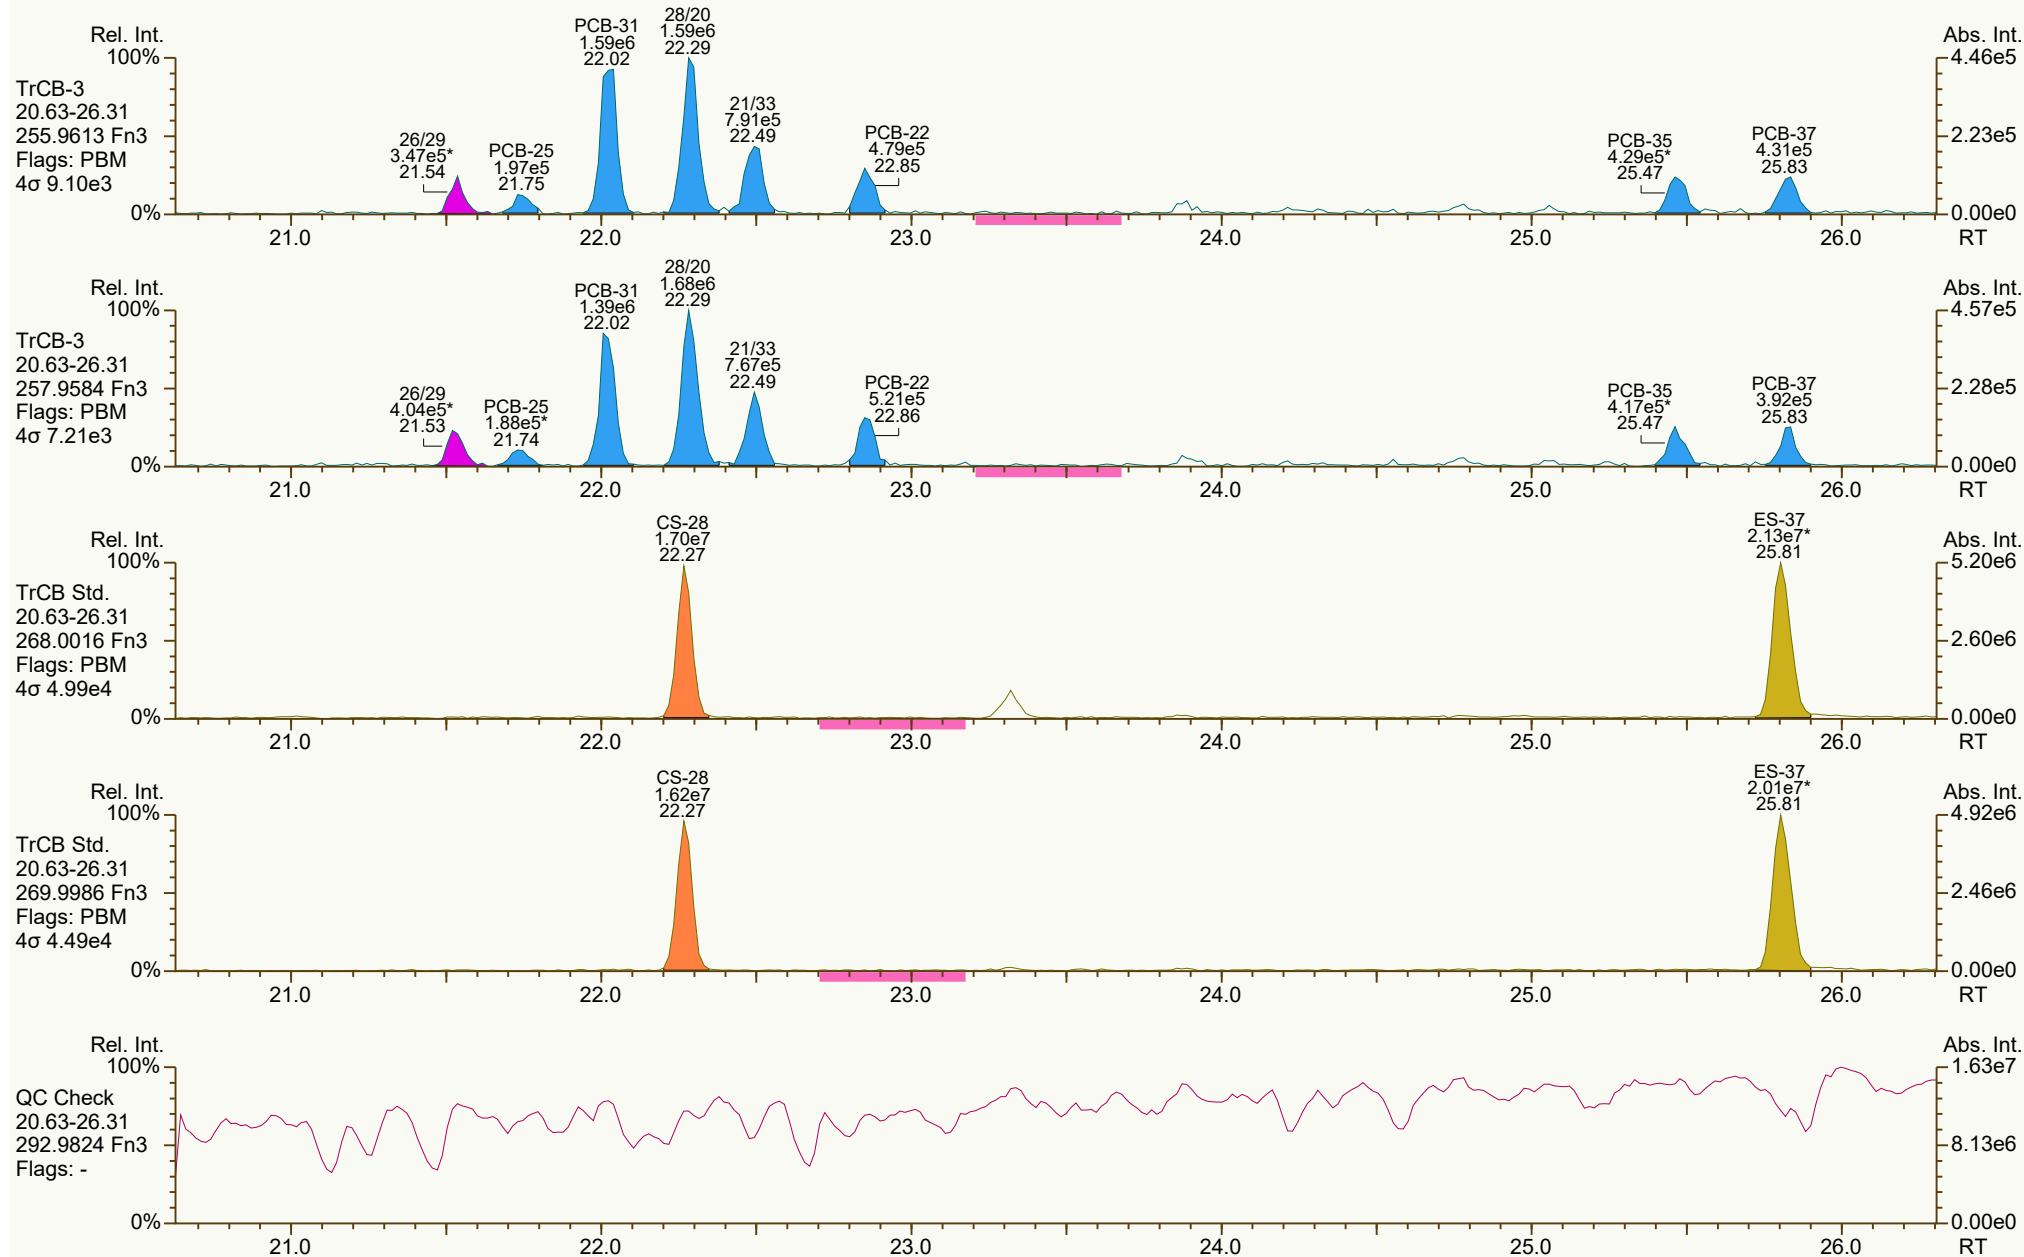 Rel. Int.
100%
0%
TrCB-3
20.63-26.31
255.9613 Fn3
Flags: PBM
4σ 9.10e3
26/29
3.47e5*
21.54
PCB-25
1.97e5
21.75
PCB-31
1.59e6
22.02
28/20
1.59e6
22.29
21/33
7.91e5
22.49
PCB-22
4.79e5
22.85
PCB-35
4.29e5*
25.47
PCB-37
4.31e5
25.83
Abs. Int.
4.46e5
2.23e5
0.00e0
21.0 22.0 23.0 24.0 25.0 26.0 RT
Rel. Int.
100%
0%
TrCB-3
20.63-26.31
257.9584 Fn3
Flags: PBM
4σ 7.21e3
26/29
4.04e5*
21.53
PCB-25
1.88e5*
21.74
PCB-31
1.39e6
22.02
28/20
1.68e6
22.29
21/33
7.67e5
22.49
PCB-22
5.21e5
22.86
PCB-35
4.17e5*
25.47
PCB-37
3.92e5
25.83
Abs. Int.
4.57e5
2.28e5
0.00e0
21.0 22.0 23.0 24.0 25.0 26.0 RT
Rel. Int.
100%
0%
TrCB Std.
20.63-26.31
268.0016 Fn3
Flags: PBM
4σ 4.99e4
CS-28
1.70e7
22.27
ES-37
2.13e7*
25.81
Abs. Int.
5.20e6
2.60e6
0.00e0
21.0 22.0 23.0 24.0 25.0 26.0 RT
Rel. Int.
100%
0%
TrCB Std.
20.63-26.31
269.9986 Fn3
Flags: PBM
4σ 4.49e4
CS-28
1.62e7
22.27
ES-37
2.01e7*
25.81
Abs. Int.
4.92e6
2.46e6
0.00e0
21.0 22.0 23.0 24.0 25.0 26.0 RT
Rel. Int.
100%
0%
QC Check
20.63-26.31
292.9824 Fn3
Flags: -
Abs. Int.
1.63e7
8.13e6
0.00e0
21.0 22.0 23.0 24.0 25.0 26.0 RT